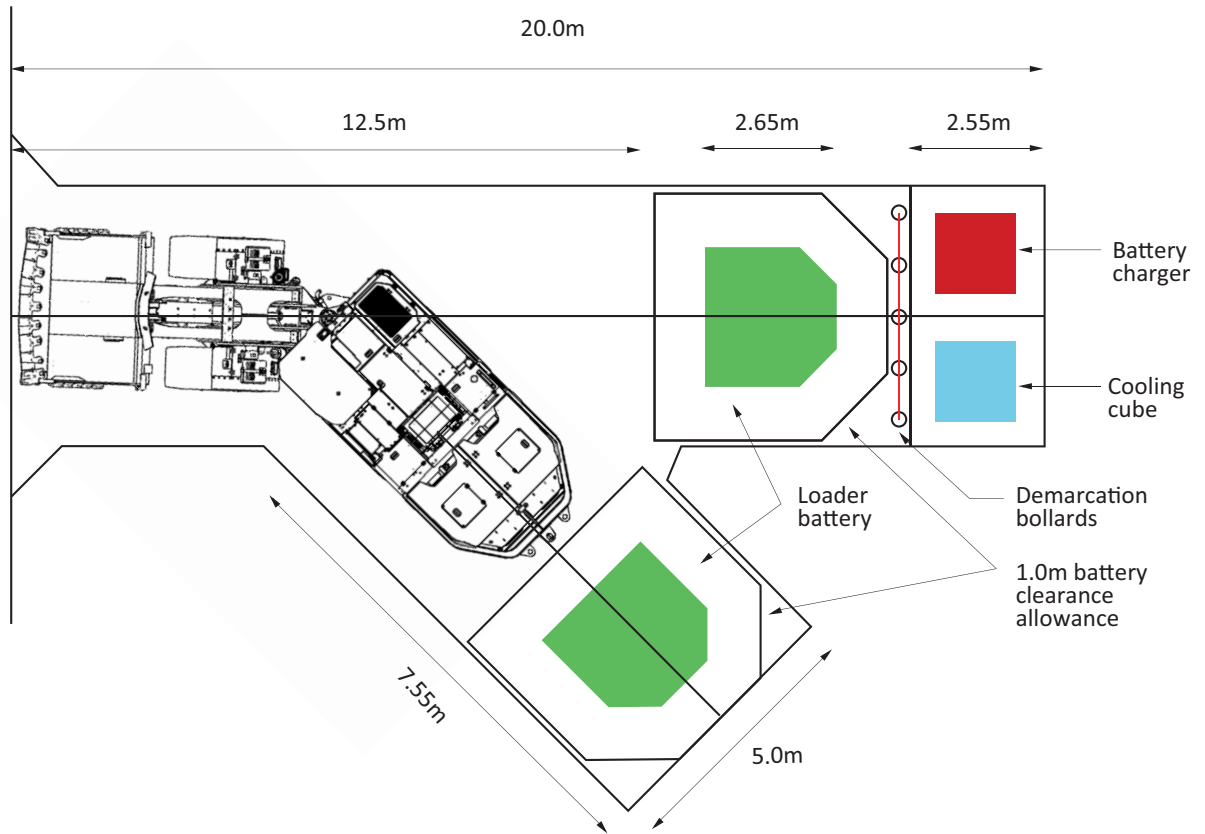 20.0m
12.5m
2.65m
2.55m
Battery
charger
Cooling
cube
Loader
battery
Demarcation
bollards
1.0m battery
clearance
allowance
7.55m
5.0m